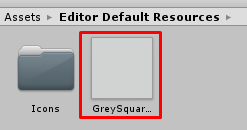 Assets ▸ Editor Default Resources ▸
Icons
GreySquar...